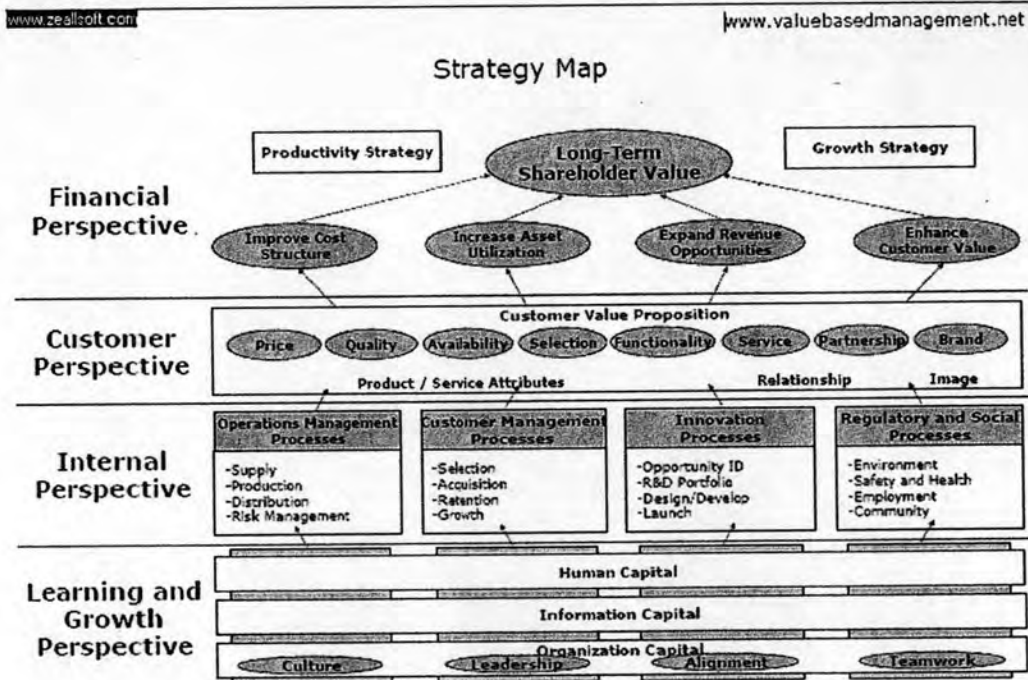 www.zeallsoft.com
www.valuebasedmanagement.net
Strategy Map
Productivity Strategy
Long-Term
Shareholder Value
Growth Strategy
Financial
Perspective
Improve Cost
Structure
Increase Asset
Utilization
Expand Revenue
Opportunities
Enhance
Customer Value
Customer
Perspective
Customer Value Proposition
Price
Quality
Availability
Selection
Functionality
Service
Partnership
Brand
Product / Service Attributes
Relationship
Image
Internal
Perspective
Operations Management
Processes
-Supply
-Production
-Distribution
-Risk Management
Customer Management
Processes
-Selection
-Acquisition
-Retention
-Growth
Innovation
Processes
-Opportunity ID
-R&D Portfolio
-Design/Develop
-Launch
Regulatory and Social
Processes
-Environment
-Safety and Health
-Employment
-Community
Learning and
Growth
Perspective
Human Capital
Information Capital
Organization Capital
Culture
Leadership
Alignment
Teamwork